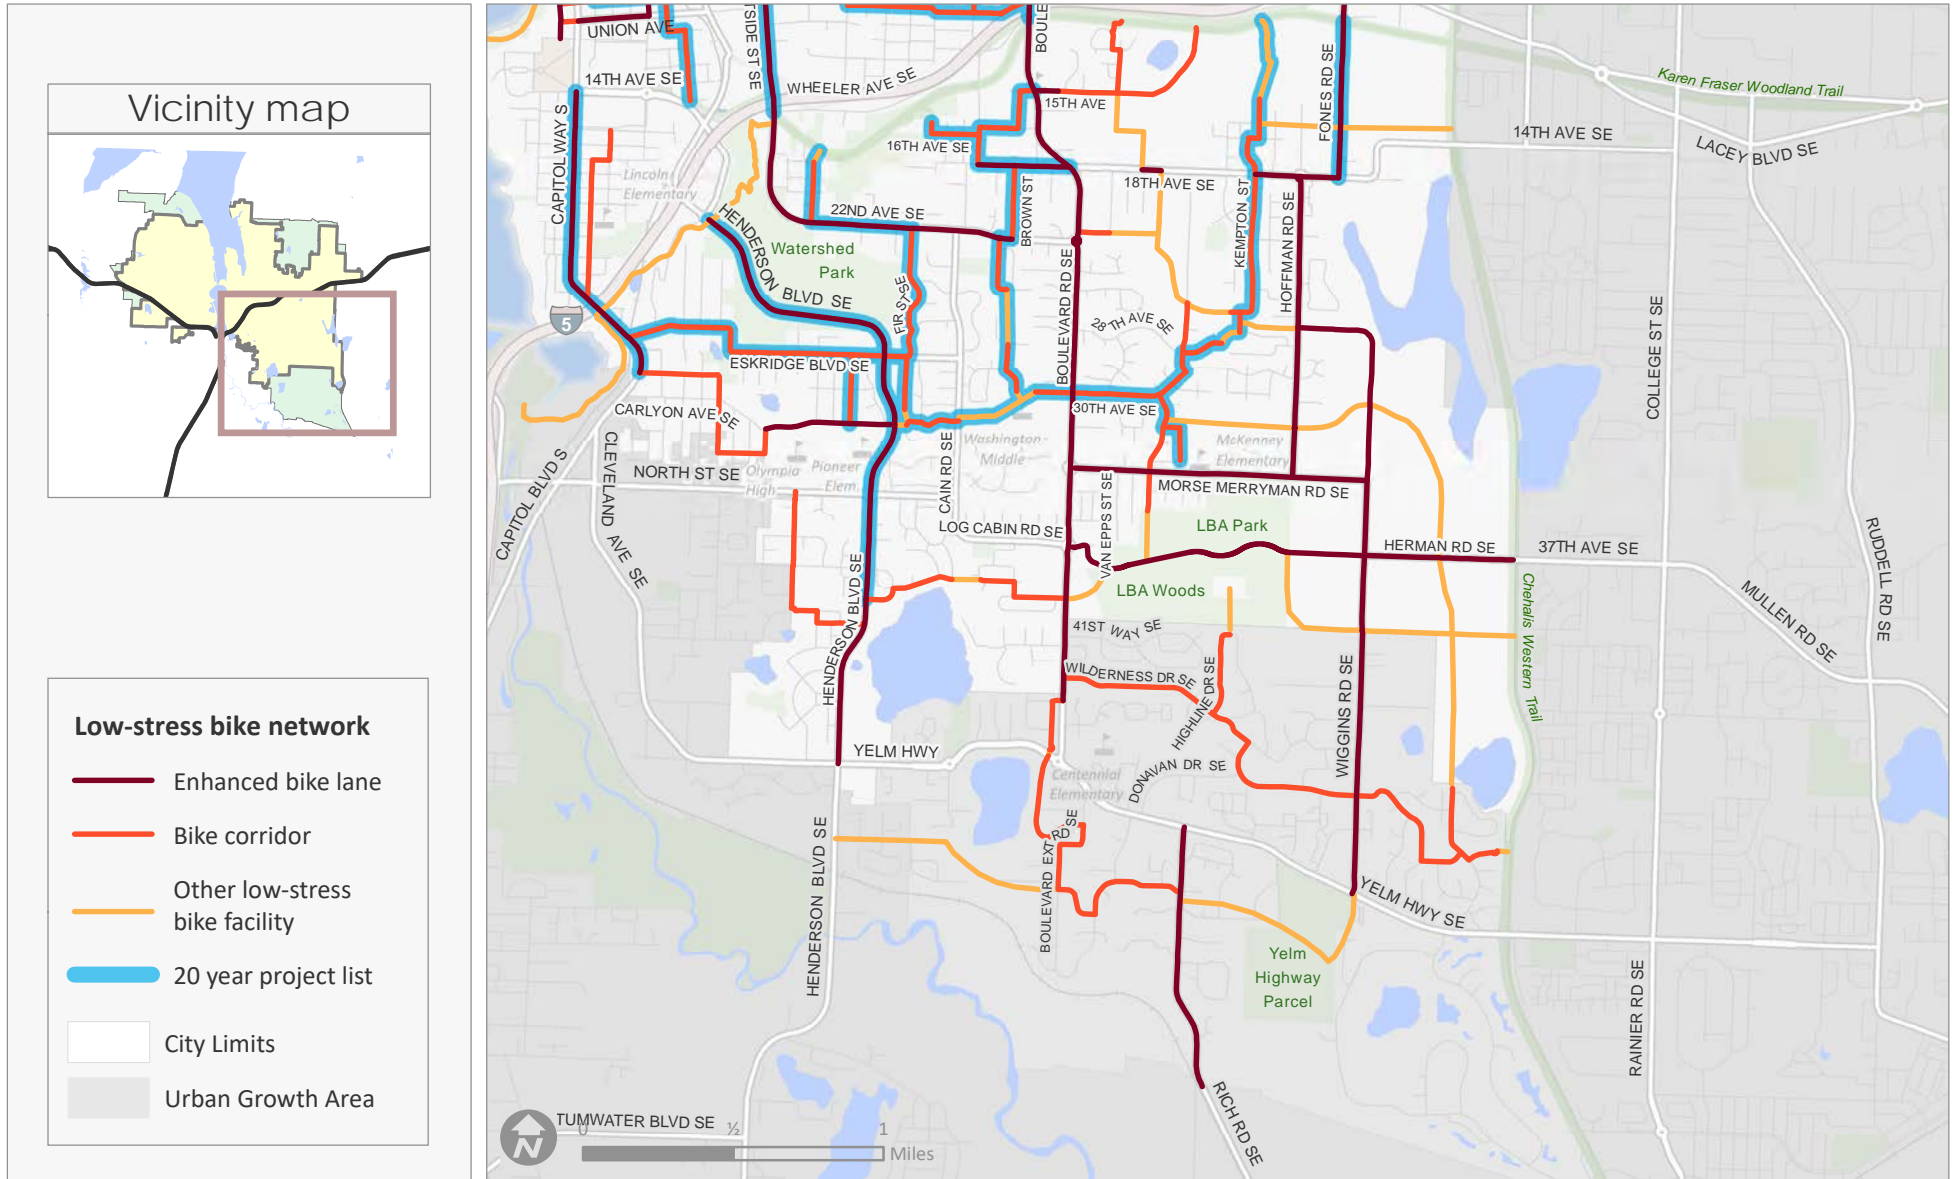 Vicinity map
Low-stress bike network
Enhanced bike lane
Bike corridor
Other low-stress
bike facility
20 year project list
City Limits
Urban Growth Area
UNION AVE
14TH AVE SE
TSIDE ST SE
WHEELER AVE SE
BOULE
15TH AVE
16TH AVE SE
FONES RD SE
Karen Fraser Woodland Trail
14TH AVE SE
LACEY BLVD SE
CAPITOL WAY S
Lincoln
Elementary
18TH AVE SE
BROWN ST
KEMPTON ST
HOFFMAN RD SE
HENDERSON BLVD SE
22ND AVE SE
Watershed
Park
FIR ST SE
BOULEVARD RD SE
28TH AVE SE
5
ESKRIDGE BLVD SE
COLLEGE ST SE
CARLYON AVE SE
30TH AVE SE
Washington
Middle
McKenney
Elementary
CAPITOL BLVD S
CLEVELAND AVE SE
NORTH ST SE
Olympia
High
Pioneer
Elem.
CAIN RD SE
VAN EPPS ST SE
MORSE MERRYMAN RD SE
LOG CABIN RD SE
LBA Park
HERMAN RD SE
37TH AVE SE
RUDDELL RD SE
LBA Woods
HENDERSON BLVD SE
Chehalis Western Trail
MULLEN RD SE
41ST WAY SE
WILDERNESS DR SE
HIGHLINE DR SE
WIGGINS RD SE
YELM HWY
Centennial
Elementary
DONAVAN DR SE
HENDERSON BLVD SE
BOULEVARD EXT RD SE
YELM HWY SE
Yelm
Highway
Parcel
RAINIER RD SE
RICH RD SE
N
TUMWATER BLVD SE
0 ½ 1
Miles